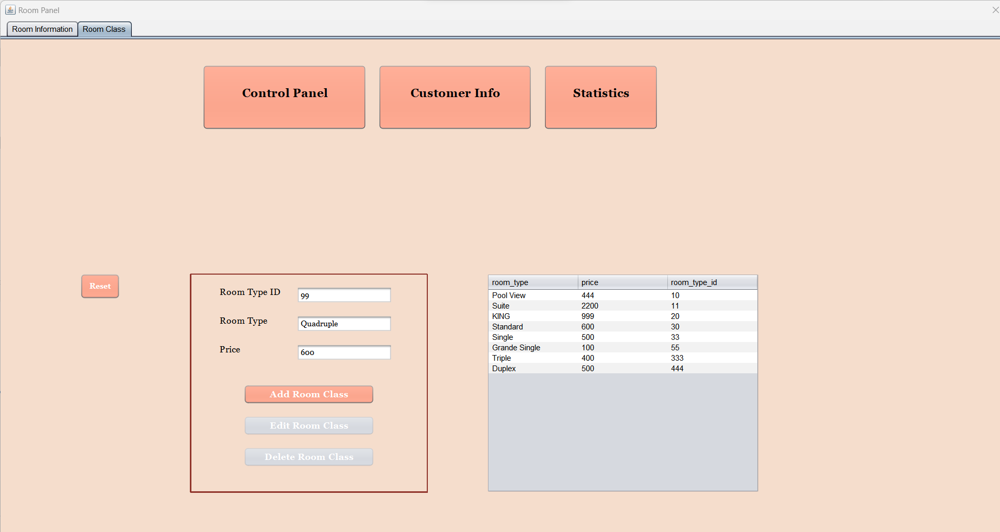 Room Panel
Room Information Room Class
Control Panel Customer Info Statistics
Reset
Room Type ID 99
Room Type Quadruple
Price 600
Add Room Class
Edit Room Class
Delete Room Class
room_type price room_type_id
Pool View 444 10
Suite 2200 11
KING 999 20
Standard 600 30
Single 500 33
Grande Single 100 55
Triple 400 333
Duplex 500 444